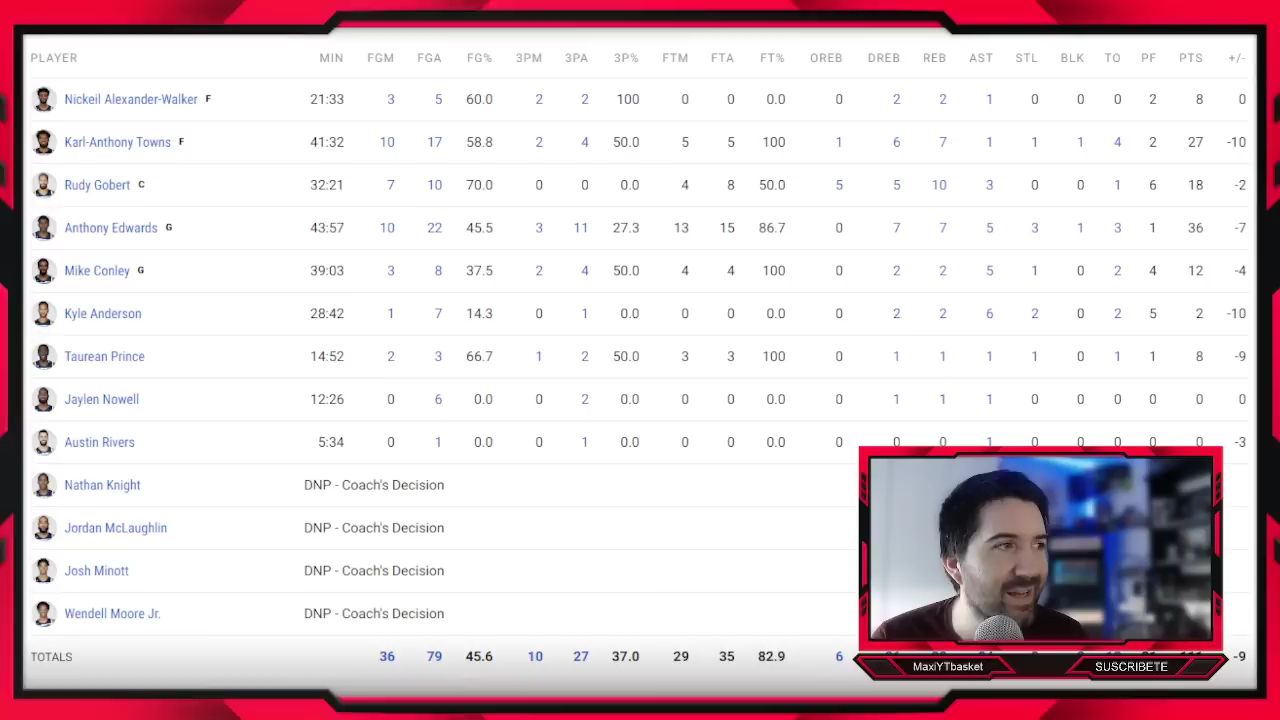 PLAYER MIN FGM FGA FG% 3PM 3PA 3P% FTM FTA FT% OREB DREB REB AST STL BLK TO PF PTS +/-
Nickeil Alexander-Walker F 21:33 3 5 60.0 2 2 100 0 0 0.0 0 2 2 1 0 0 0 2 8 0
Karl-Anthony Towns F 41:32 10 17 58.8 2 4 50.0 5 5 100 1 6 7 1 1 1 4 2 27 -10
Rudy Gobert C 32:21 7 10 70.0 0 0 0.0 4 8 50.0 5 5 10 3 0 0 1 6 18 -2
Anthony Edwards G 43:57 10 22 45.5 3 11 27.3 13 15 86.7 0 7 7 5 3 1 3 1 36 -7
Mike Conley G 39:03 3 8 37.5 2 4 50.0 4 4 100 0 2 2 5 1 0 2 4 12 -4
Kyle Anderson 28:42 1 7 14.3 0 1 0.0 0 0 0.0 0 2 2 6 2 0 2 5 2 -10
Taurean Prince 14:52 2 3 66.7 1 2 50.0 3 3 100 0 1 1 1 1 0 1 1 8 -9
Jaylen Nowell 12:26 0 6 0.0 0 2 0.0 0 0 0.0 0 1 1 1 0 0 0 0 0 0
Austin Rivers 5:34 0 1 0.0 0 1 0.0 0 0 0.0 0 0 0 1 0 0 0 0 0 -3
Nathan Knight DNP - Coach's Decision
Jordan McLaughlin DNP - Coach's Decision
Josh Minott DNP - Coach's Decision
Wendell Moore Jr. DNP - Coach's Decision
TOTALS 36 79 45.6 10 27 37.0 29 35 82.9 6 -9
MaxiYTbasket SUSCRIBETE